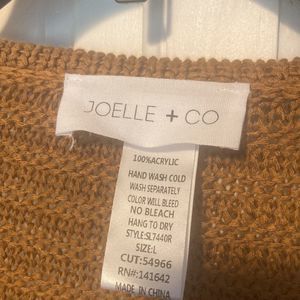 JOELLE + CO
100%ACRYLIC
HAND WASH COLD
WASH SEPARATELY
COLOR WILL BLEED
NO BLEACH
HANG TO DRY
STYLE:SL7440R
SIZE:L
CUT:54966
RN#:141642
MADE IN CHINA